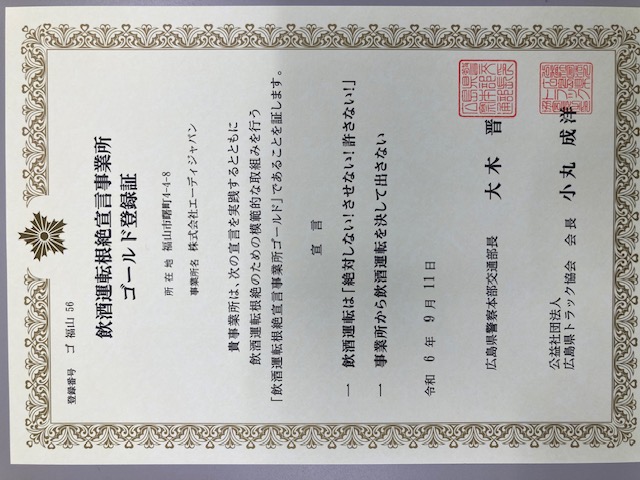 登録番号 ゴ 福山 56
飲酒運転根絶宣言事業所
ゴールド登録証
所 在 地 福山市曙町4-4-8
事業所名 株式会社エーディジャパン
貴事業所は、次の宣言を実践するとともに
飲酒運転根絶のための模範的な取組みを行う
「飲酒運転根絶宣言事業所ゴールド」であることを証します。
宣 言
一 飲酒運転は「絶対しない！させない！許さない！」
一 事業所から飲酒運転を決して出さない
令和 6 年 9 月 11 日
広島県警察本部交通部長 大 木 晋
公益社団法人
広島県トラック協会 会 長 小 丸 成 洋